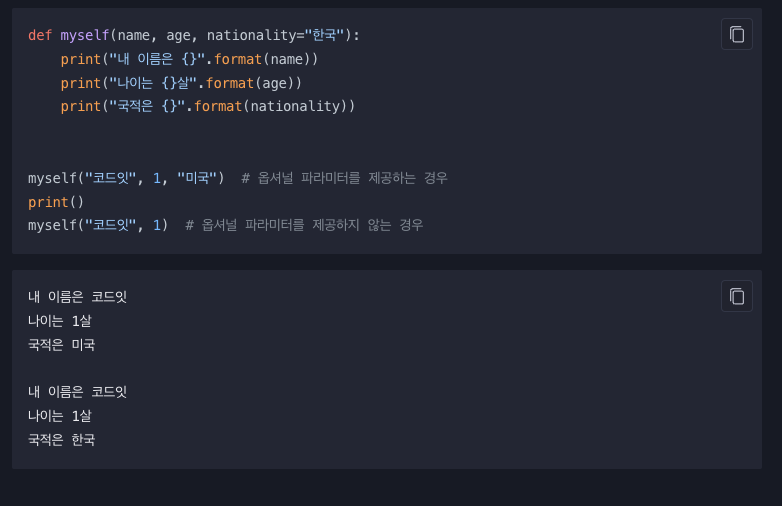 def myself(name, age, nationality="한국"):
    print("내 이름은 {}".format(name))
    print("나이는 {}살".format(age))
    print("국적은 {}".format(nationality))
myself("코드잇", 1, "미국")  # 옵셔널 파라미터를 제공하는 경우
print()
myself("코드잇", 1)  # 옵셔널 파라미터를 제공하지 않는 경우
내 이름은 코드잇
나이는 1살
국적은 미국
내 이름은 코드잇
나이는 1살
국적은 한국